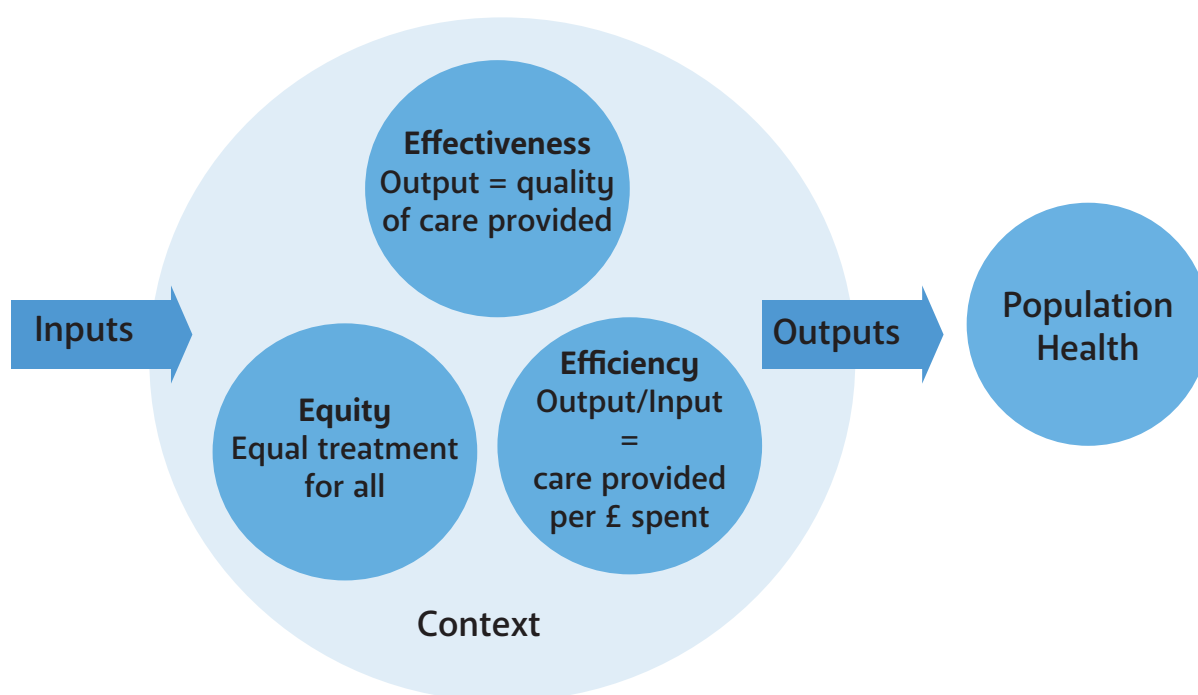 Effectiveness
Output = quality
of care provided
Inputs
Outputs
Population
Health
Equity
Equal treatment
for all
Efficiency
Output/Input
=
care provided
per £ spent
Context